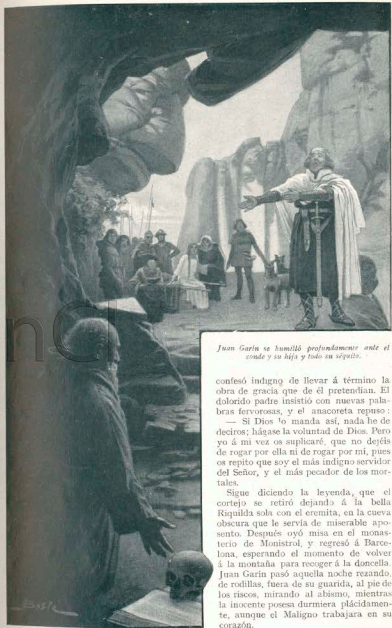 Juan Garin se humilló profundamente ante el
conde y su hija y todo su séquito.
confesó indigno de llevar á término la
obra de gracia que de él pretendían. El
dolorido padre insistió con nuevas pala-
bras fervorosas, y el anacoreta repuso:
— Si Dios lo manda así, nada he de
deciros; hágase la voluntad de Dios. Pero
yo á mi vez os suplicaré, que no dejéis
de rogar por ella ni de rogar por mí, pues
os repito que soy el más indigno servidor
del Señor, y el más pecador de los mor-
tales.
Sigue diciendo la leyenda, que el
cortejo se retiró dejando á la bella
Riquilda sola con el eremita, en la cueva
obscura que le servía de miserable apo-
sento. Después oyó misa en el monas-
terio de Monistrol, y regresó á Barce-
lona, esperando el momento de volver
á la montaña para recoger á la doncella.
Juan Garin pasó aquella noche rezando,
de rodillas, fuera de su guarida, al pie de
los riscos, mirando al abismo, mientras
la inocente posesa durmiera plácidamen-
te, aunque el Maligno trabajara en su
corazón.